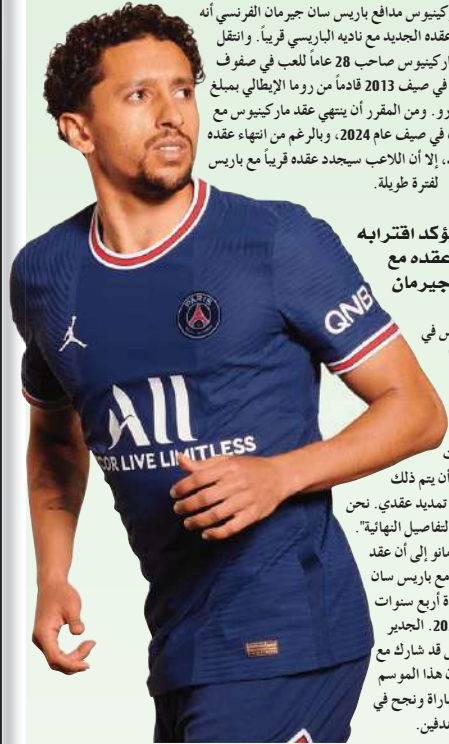 ركينيوس مدافع باريس سان جيرمان الفرنسي أنه
عقده الجديد مع ناديه الباريسي قريباً. وانتقل
اركينيوس صاحب 28 عاماً للعب في صفوف
في صيف 2013 قادماً من روما الإيطالي بمبلغ
رو. ومن المقرر أن ينتهي عقد ماركينيوس مع
في صيف عام 2024، وبالرغم من انتهاء عقده
، إلا أن اللاعب سيجدد عقده قريباً مع باريس
لفترة طويلة.
ؤكد اقترابه
عقده مع
جيرمان
س في
أن يتم ذلك
تمديد عقدي. نحن
لتفاصيل النهائية".
مانو إلى أن عقد
مع باريس سان
ة أربع سنوات
20. الجدير
قد شارك مع
ن هذا الموسم
باراة ونجح في
هدفين.
PARIS
QNB
All
OR LIVE LIMITLESS